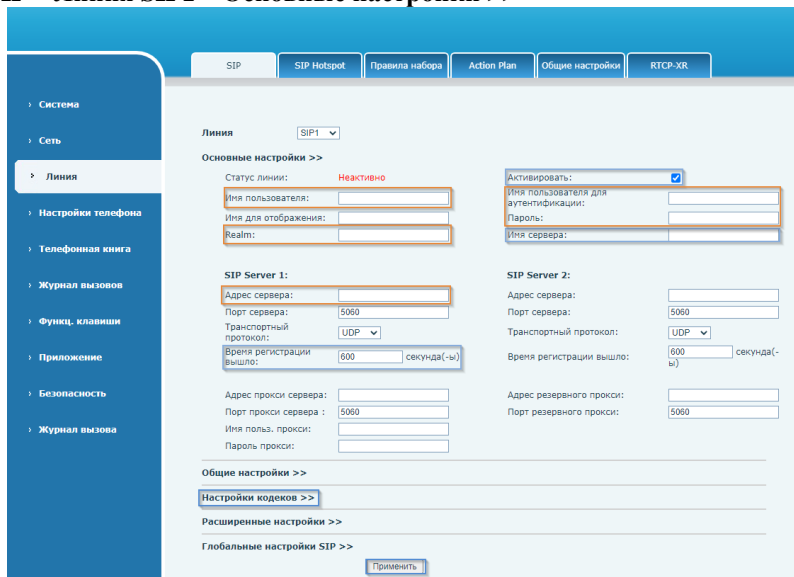 SIP
SIP Hotspot
Правила набора
Action Plan
Общие настройки
RTCP-XR
› Система
› Сеть
› Линия
› Настройки телефона
› Телефонная книга
› Журнал вызовов
› Функц. клавиши
› Приложение
› Безопасность
› Журнал вызова
Линия SIP1
Основные настройки >>
Статус линии: Неактивно
Активировать:
Имя пользователя:
Имя пользователя для
аутентификации:
Имя для отображения:
Пароль:
Realm:
Имя сервера:
SIP Server 1:
SIP Server 2:
Адрес сервера:
Адрес сервера:
Порт сервера: 5060
Порт сервера: 5060
Транспортный
протокол: UDP
Транспортный протокол: UDP
Время регистрации
вышло: 600 секунда(-ы)
Время регистрации вышло: 600 секунда(-
ы)
Адрес прокси сервера:
Адрес резервного прокси:
Порт прокси сервера : 5060
Порт резервного прокси: 5060
Имя польз. прокси:
Пароль прокси:
Общие настройки >>
Настройки кодеков >>
Расширенные настройки >>
Глобальные настройки SIP >>
Применить